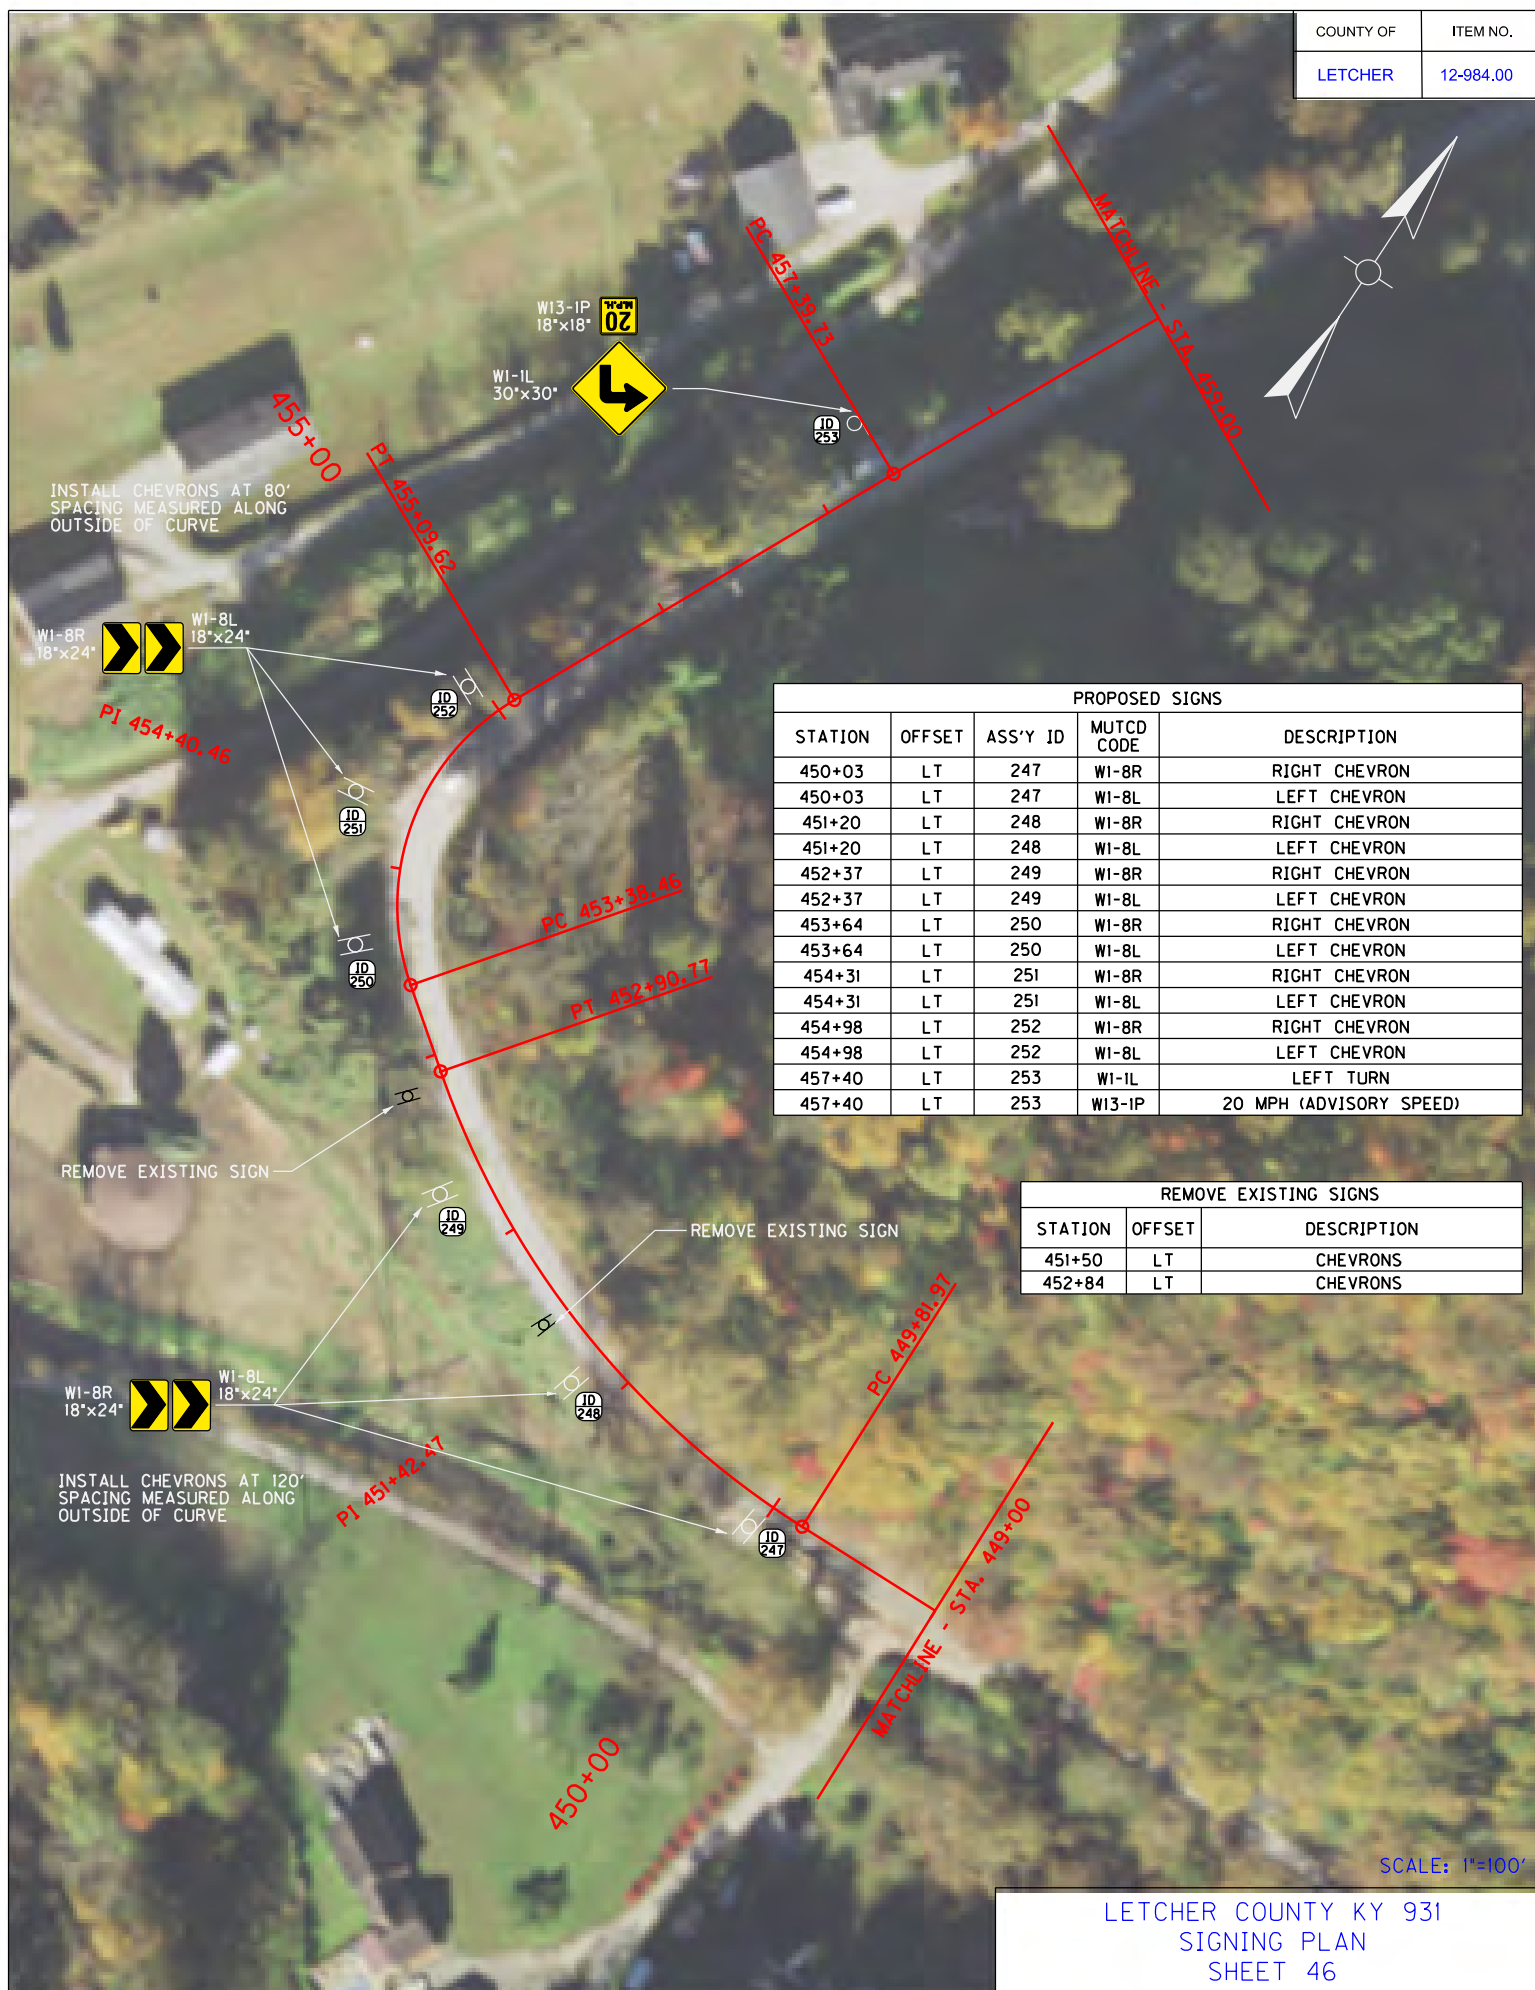 COUNTY OF ITEM NO.
LETCHER 12-984.00
MATCHLINE - STA. 459+00
PC 457+39.73
W13-1P
18"x18"
20
M.P.H.
W1-1L
30"x30"
ID
253
455+00
PT 455+09.62
INSTALL CHEVRONS AT 80'
SPACING MEASURED ALONG
OUTSIDE OF CURVE
W1-8R
18"x24"
W1-8L
18"x24"
ID
252
PI 454+40.46
ID
251
ID
250
PC 453+38.46
PT 452+90.77
PROPOSED SIGNS
STATION OFFSET ASS'Y ID MUTCD CODE DESCRIPTION
450+03 LT 247 W1-8R RIGHT CHEVRON
450+03 LT 247 W1-8L LEFT CHEVRON
451+20 LT 248 W1-8R RIGHT CHEVRON
451+20 LT 248 W1-8L LEFT CHEVRON
452+37 LT 249 W1-8R RIGHT CHEVRON
452+37 LT 249 W1-8L LEFT CHEVRON
453+64 LT 250 W1-8R RIGHT CHEVRON
453+64 LT 250 W1-8L LEFT CHEVRON
454+31 LT 251 W1-8R RIGHT CHEVRON
454+31 LT 251 W1-8L LEFT CHEVRON
454+98 LT 252 W1-8R RIGHT CHEVRON
454+98 LT 252 W1-8L LEFT CHEVRON
457+40 LT 253 W1-1L LEFT TURN
457+40 LT 253 W13-1P 20 MPH (ADVISORY SPEED)
REMOVE EXISTING SIGN
ID
249
REMOVE EXISTING SIGN
REMOVE EXISTING SIGNS
STATION OFFSET DESCRIPTION
451+50 LT CHEVRONS
452+84 LT CHEVRONS
PC 449+81.97
W1-8R
18"x24"
W1-8L
18"x24"
ID
248
PI 451+42.47
INSTALL CHEVRONS AT 120'
SPACING MEASURED ALONG
OUTSIDE OF CURVE
ID
247
MATCHLINE - STA. 449+00
450+00
SCALE: 1"=100'
LETCHER COUNTY KY 931
SIGNING PLAN
SHEET 46